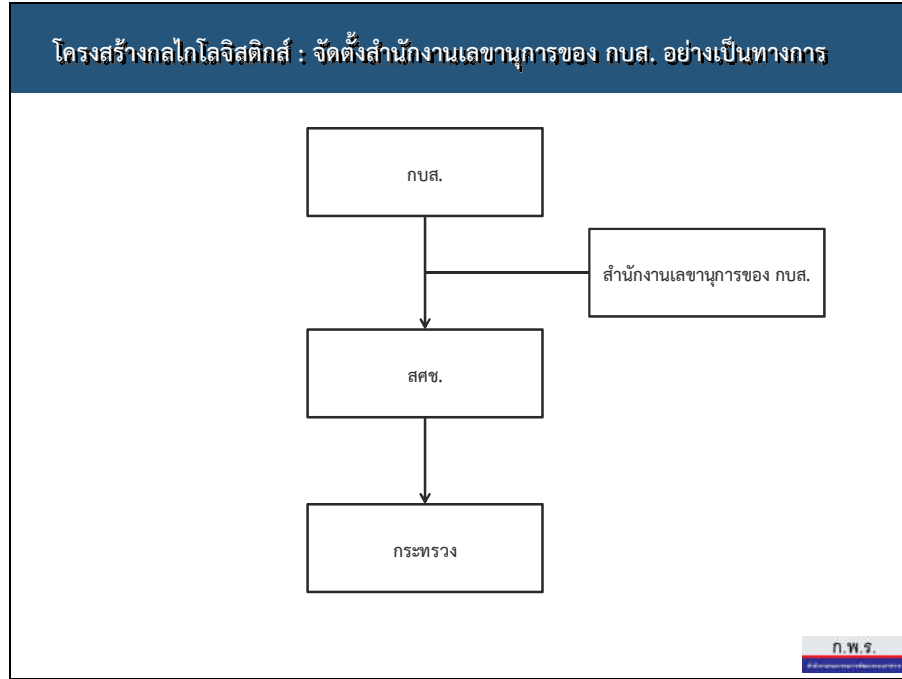 โครงสร้างกลไกโลจิสติกส์ : จัดตั้งสำนักงานเลขานุการของ กบส. อย่างเป็นทางการ
กบส.
สำนักงานเลขานุการของ กบส.
สศช.
กระทรวง
ก.พ.ร.